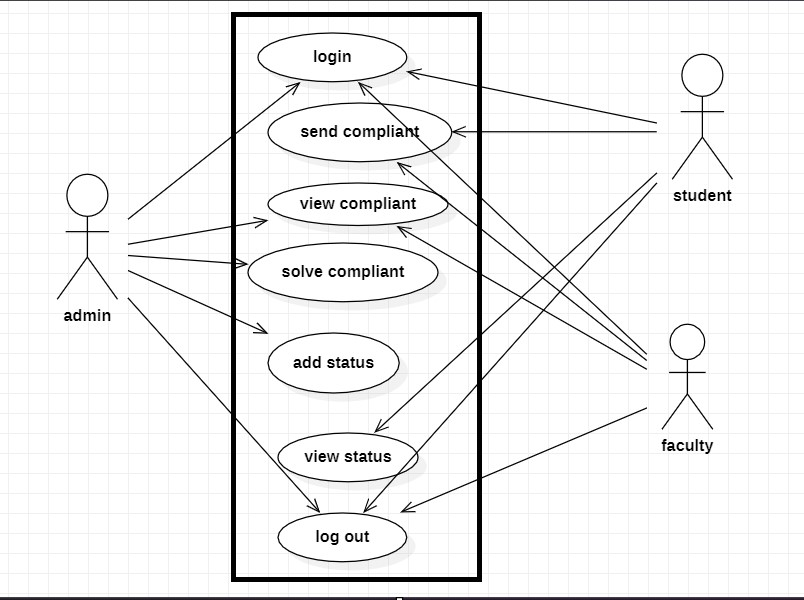 login
send compliant
view compliant
solve compliant
add status
view status
log out
admin
student
faculty